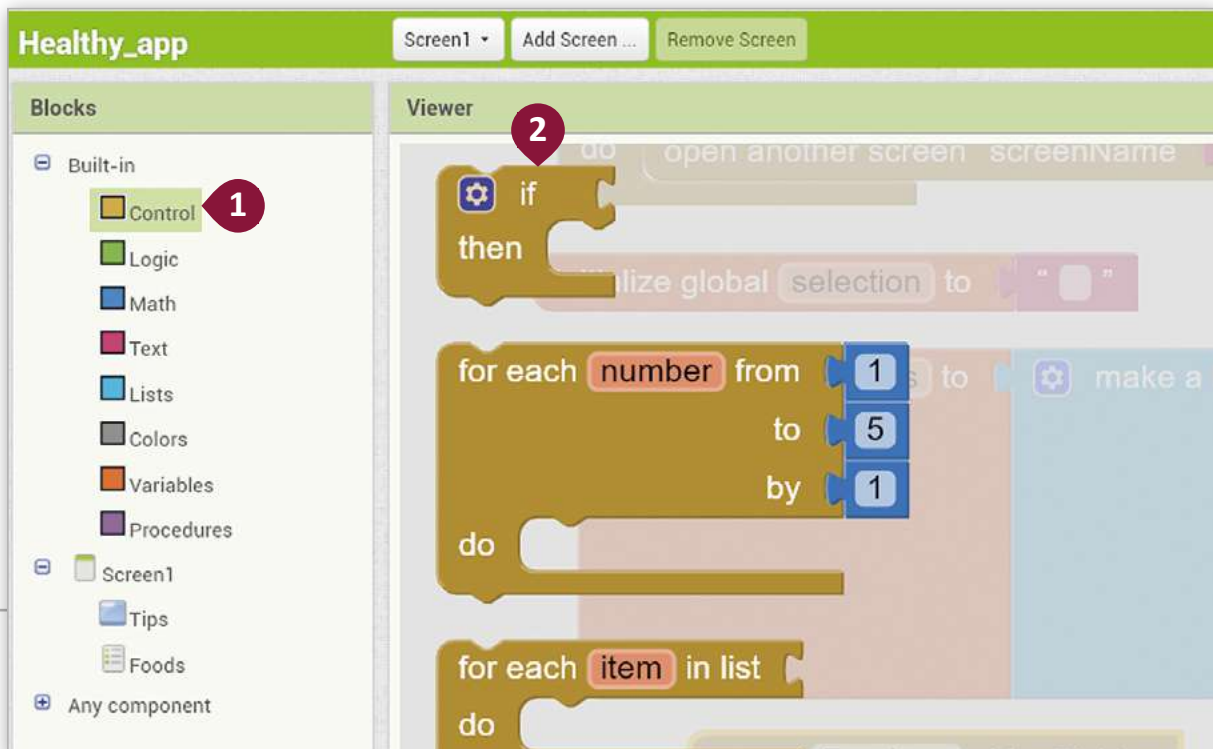 Healthy_app
Screen1
Add Screen ...
Remove Screen
Blocks
Viewer
Built-in
Control
1
Logic
Math
Text
Lists
Colors
Variables
Procedures
Screen1
Tips
Foods
Any component
2
do open another screen screenName
if
then
global selection to " "
for each number from 1
to 5
by 1
do
to make a
for each item in list
do